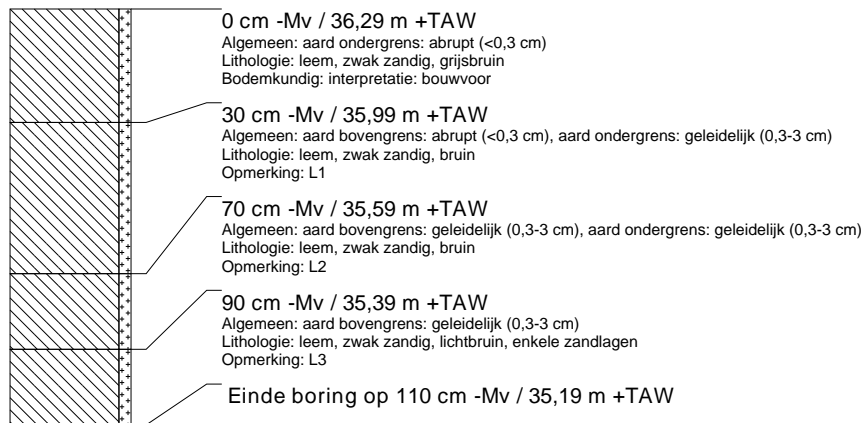 0 cm -Mv / 36,29 m +TAW
Algemeen: aard ondergrens: abrupt (<0,3 cm)
Lithologie: leem, zwak zandig, grijsbruin
Bodemkundig: interpretatie: bouwvoor
30 cm -Mv / 35,99 m +TAW
Algemeen: aard bovengrens: abrupt (<0,3 cm), aard ondergrens: geleidelijk (0,3-3 cm)
Lithologie: leem, zwak zandig, bruin
Opmerking: L1
70 cm -Mv / 35,59 m +TAW
Algemeen: aard bovengrens: geleidelijk (0,3-3 cm), aard ondergrens: geleidelijk (0,3-3 cm)
Lithologie: leem, zwak zandig, bruin
Opmerking: L2
90 cm -Mv / 35,39 m +TAW
Algemeen: aard bovengrens: geleidelijk (0,3-3 cm)
Lithologie: leem, zwak zandig, lichtbruin, enkele zandlagen
Opmerking: L3
Einde boring op 110 cm -Mv / 35,19 m +TAW